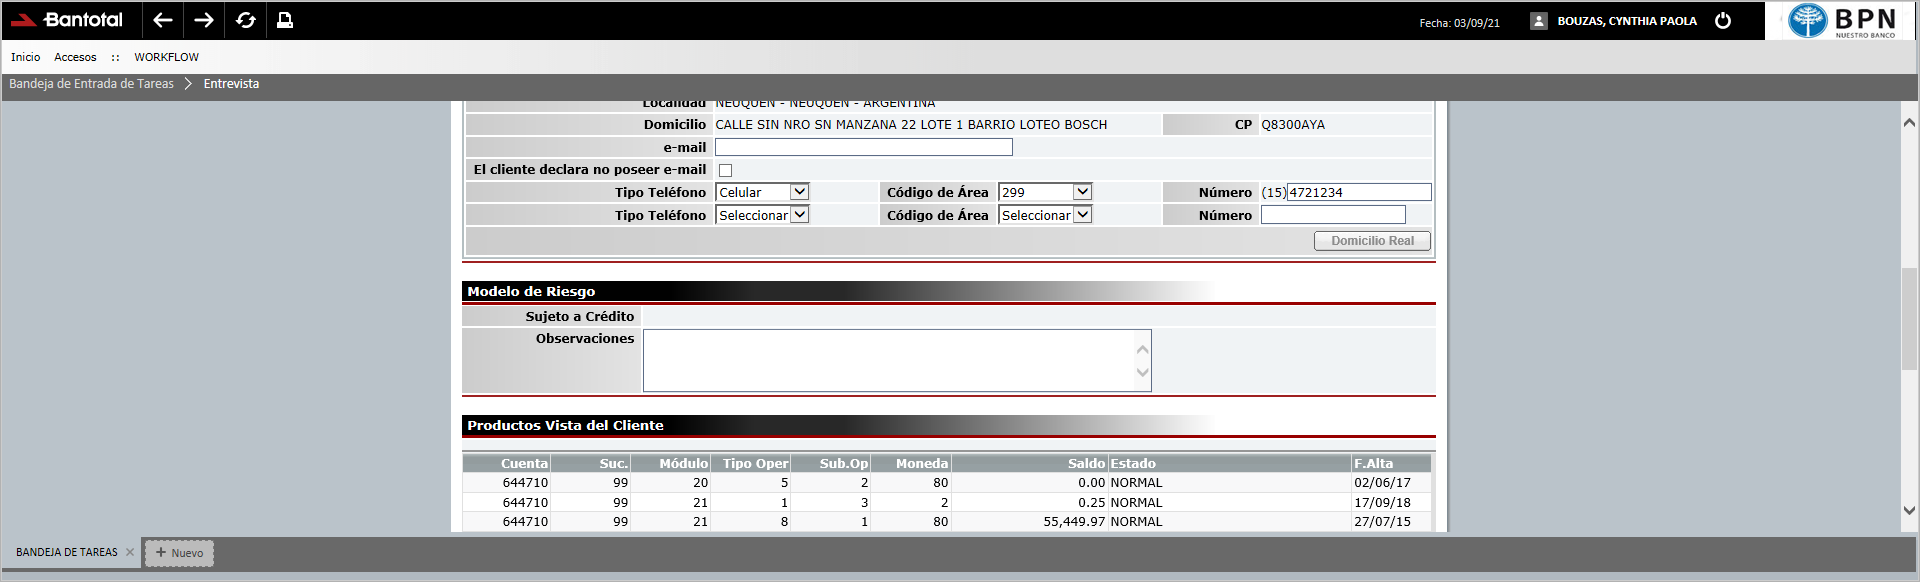 Bantotal
Fecha: 03/09/21
BOUZAS, CYNTHIA PAOLA
BPN
NUESTRO BANCO
Inicio Accesos :: WORKFLOW
Bandeja de Entrada de Tareas > Entrevista
Localidad NEUQUEN - NEUQUEN - ARGENTINA
Domicilio CALLE SIN NRO SN MANZANA 22 LOTE 1 BARRIO LOTEO BOSCH CP Q8300AYA
e-mail
El cliente declara no poseer e-mail
Tipo Teléfono Celular Código de Área 299 Número (15) 4721234
Tipo Teléfono Seleccionar Código de Área Seleccionar Número
Domicilio Real
Modelo de Riesgo
Sujeto a Crédito
Observaciones
Productos Vista del Cliente
Cuenta Suc. Módulo Tipo Oper Sub.Op Moneda Saldo Estado F.Alta
644710 99 20 5 2 80 0.00 NORMAL 02/06/17
644710 99 21 1 3 2 0.25 NORMAL 17/09/18
644710 99 21 8 1 80 55,449.97 NORMAL 27/07/15
BANDEJA DE TAREAS × + Nuevo